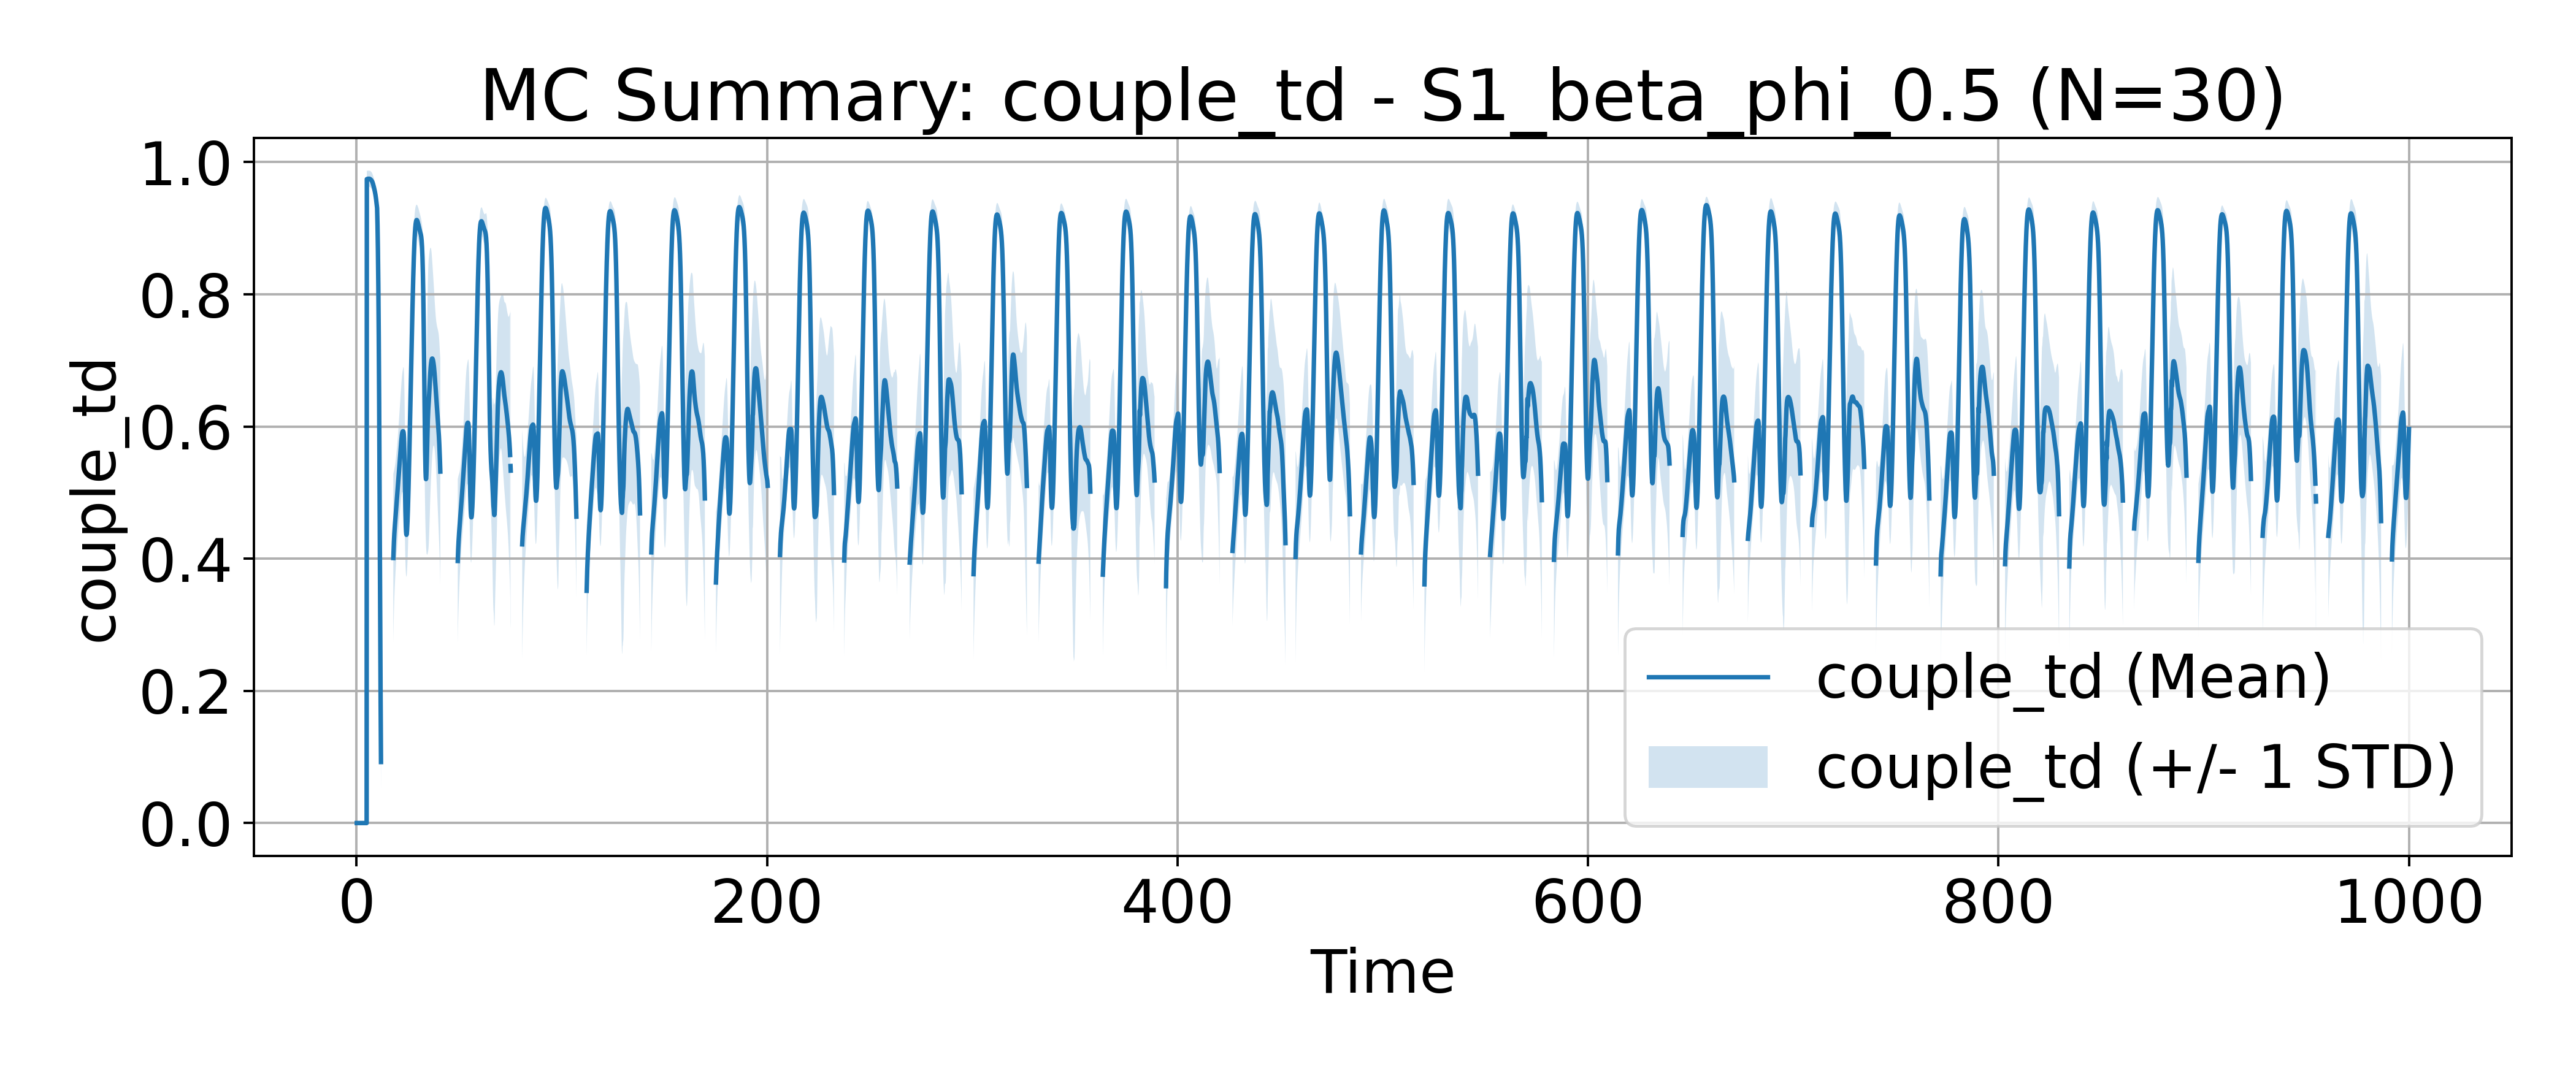 MC Summary: couple_td - S1_beta_phi_0.5 (N=30)
1.0
0.8
0.6
0.4
0.2
0.0
couple_td
0 200 400 600 800 1000
Time
couple_td (Mean)
couple_td (+/- 1 STD)